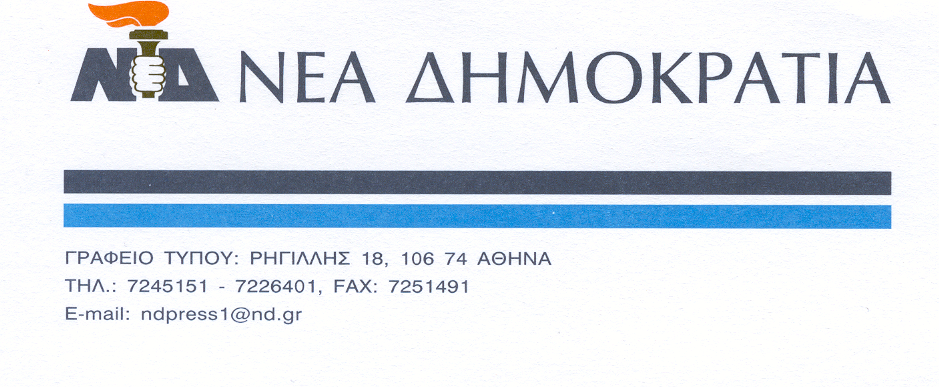 ΝΔ ΝΕΑ ΔΗΜΟΚΡΑΤΙΑ
ΓΡΑΦΕΙΟ ΤΥΠΟΥ: ΡΗΓΙΛΛΗΣ 18, 106 74 ΑΘΗΝΑ
ΤΗΛ.: 7245151 - 7226401, FAX: 7251491
E-mail: ndpress1@nd.gr